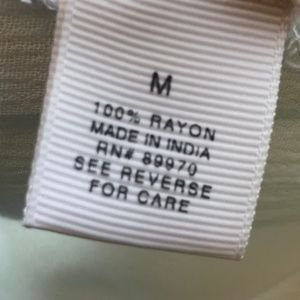 M
100% RAYON
MADE IN INDIA
RN# 89970
SEE REVERSE
FOR CARE